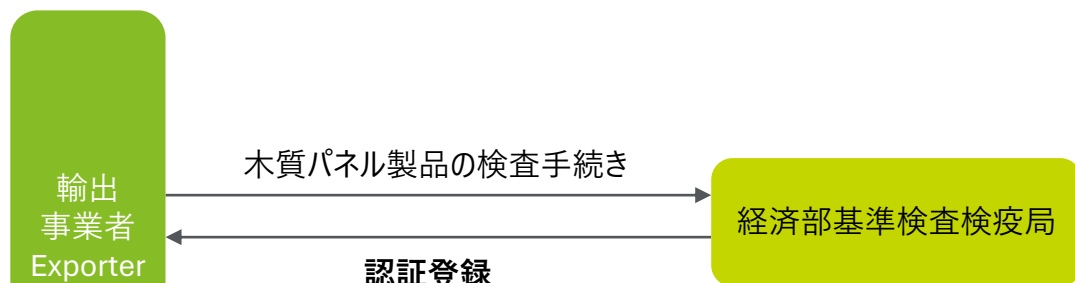 木質パネル製品の検査手続き
輸出
事業者
Exporter
経済部基準検査検疫局
認証登録